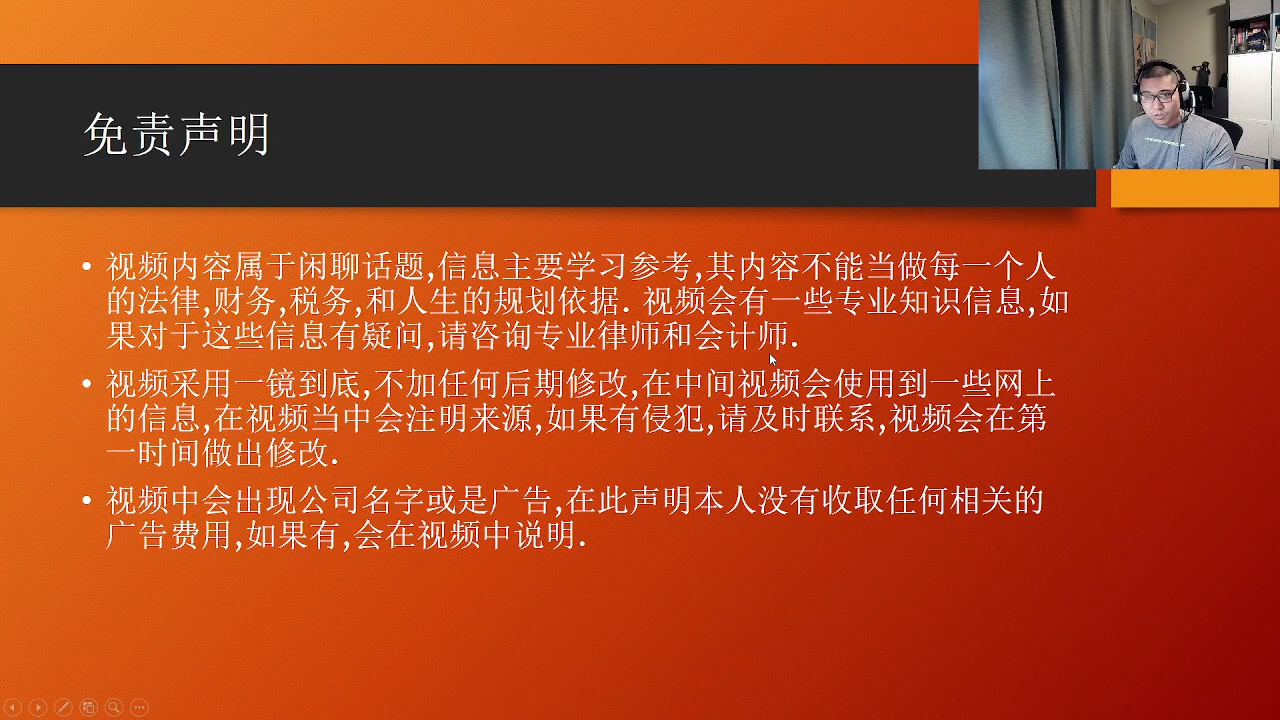 免责声明
• 视频内容属于闲聊话题,信息主要学习参考,其内容不能当做每一个人
的法律,财务,税务,和人生的规划依据. 视频会有一些专业知识信息,如
果对于这些信息有疑问,请咨询专业律师和会计师.
• 视频采用一镜到底,不加任何后期修改,在中间视频会使用到一些网上
的信息,在视频当中会注明来源,如果有侵犯,请及时联系,视频会在第
一时间做出修改.
• 视频中会出现公司名字或是广告,在此声明本人没有收取任何相关的
广告费用,如果有,会在视频中说明.